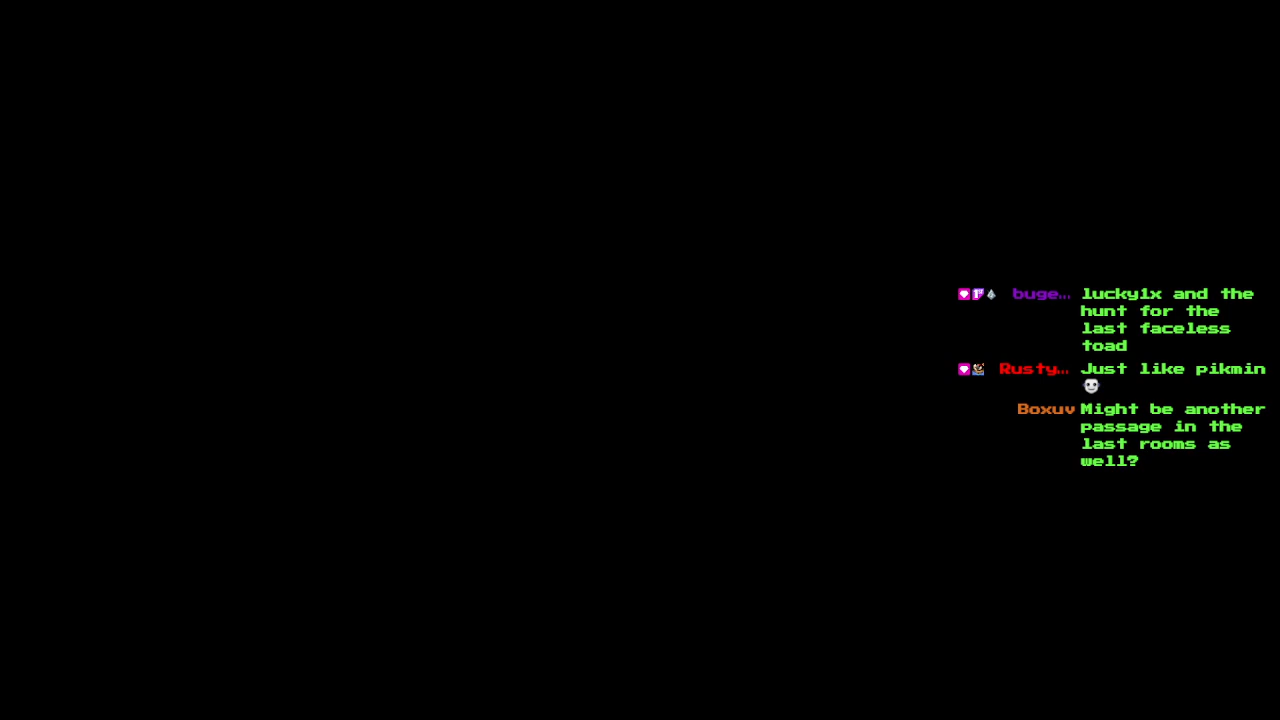 buge... lucky1x and the
hunt for the
last faceless
toad
Rusty... Just like pikmin
Boxuv Might be another
passage in the
last rooms as
well?